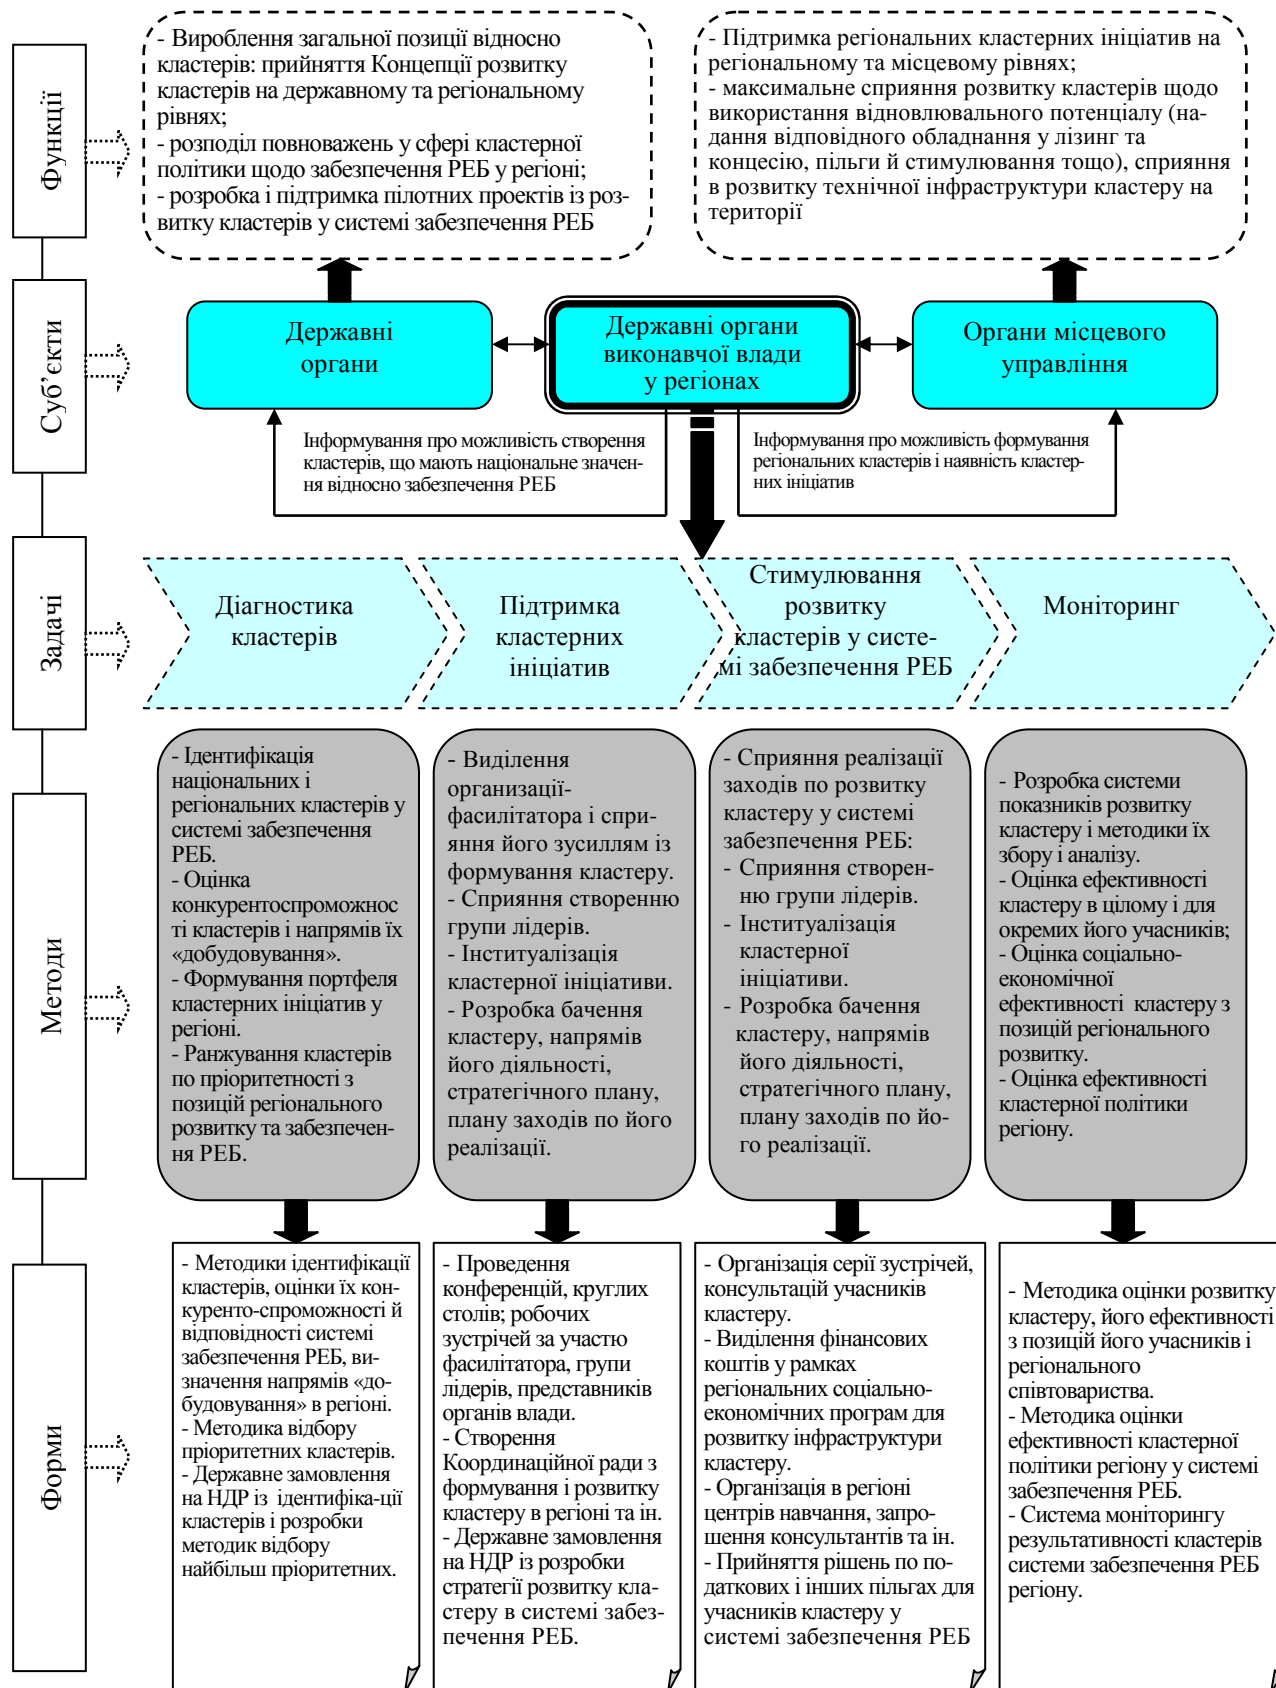 Функції
- Вироблення загальної позиції відносно
кластерів: прийняття Концепції розвитку
кластерів на державному та регіональному
рівнях;
- розподіл повноважень у сфері кластерної
політики щодо забезпечення РЕБ у регіоні;
- розробка і підтримка пілотних проектів із роз-
витку кластерів у системі забезпечення РЕБ
- Підтримка регіональних кластерних ініціатив на
регіональному та місцевому рівнях;
- максимальне сприяння розвитку кластерів щодо
використання відновлювального потенціалу (на-
дання відповідного обладнання у лізинг та
концесію, пільги й стимулювання тощо), сприяння
в розвитку технічної інфраструктури кластеру на
території
Суб’єкти
Державні
органи
Державні органи
виконавчої влади
у регіонах
Органи місцевого
управління
Інформування про можливість створення
кластерів, що мають національне значен-
ня відносно забезпечення РЕБ
Інформування про можливість формування
регіональних кластерів і наявність кластер-
них ініціатив
Задачі
Діагностика
кластерів
Підтримка
кластерних
ініціатив
Стимулювання
розвитку
кластерів у систе-
мі забезпечення РЕБ
Моніторинг
Методи
- Ідентифікація
національних і
регіональних кластерів у
системі забезпечення
РЕБ.
- Оцінка
конкурентоспроможнос
ті кластерів і напрямів їх
«добудовування».
- Формування портфеля
кластерних ініціатив у
регіоні.
- Ранжування кластерів
по пріоритетності з
позицій регіонального
розвитку та забезпечен-
ня РЕБ.
- Виділення
организації-
фасилітатора і спри-
яння його зусиллям із
формування кластеру.
- Сприяння створенню
групи лідерів.
- Інституалізація
кластерної ініціативи.
- Розробка бачення
кластеру, напрямів
його діяльності,
стратегічного плану,
плану заходів по його
реалізації.
- Сприяння реалізації
заходів по розвитку
кластеру у системі
забезпечення РЕБ:
- Сприяння створен-
ню групи лідерів.
- Інституалізація
кластерної
ініціативи.
- Розробка бачення
кластеру, напрямів
його діяльності,
стратегічного плану,
плану заходів по йо-
го реалізації.
- Розробка системи
показників розвитку
кластеру і методики їх
збору і аналізу.
- Оцінка ефективності
кластеру в цілому і для
окремих його учасників;
- Оцінка соціально-
економічної
ефективності кластеру з
позицій регіонального
розвитку.
- Оцінка ефективності
кластерної політики
регіону.
Форми
- Методики ідентифікації
кластерів, оцінки їх кон-
куренто-спроможності й
відповідності системі
забезпечення РЕБ, ви-
значення напрямів «до-
будовування» в регіоні.
- Методика відбору
пріоритетних кластерів.
- Державне замовлення
на НДР із ідентифіка-ції
кластерів і розробки
методик відбору
найбільш пріоритетних.
- Проведення
конференцій, круглих
столів; робочих
зустрічей за участю
фасилітатора, групи
лідерів, представників
органів влади.
- Створення
Координаційної ради з
формування і розвитку
кластеру в регіоні та ін.
- Державне замовлення
на НДР із розробки
стратегії розвитку кла-
стеру в системі забез-
печення РЕБ.
- Організація серії зустрічей,
консультацій учасників
кластеру.
- Виділення фінансових
коштів у рамках
регіональних соціально-
економічних програм для
розвитку інфраструктури
кластеру.
- Організація в регіоні
центрів навчання, запро-
шення консультантів та ін.
- Прийняття рішень по по-
даткових і інших пільгах для
учасників кластеру у
системі забезпечення РЕБ
- Методика оцінки розвитку
кластеру, його ефективності
з позицій його учасників і
регіонального
співтовариства.
- Методика оцінки
ефективності кластерної
політики регіону у системі
забезпечення РЕБ.
- Система моніторингу
результативності кластерів
системи забезпечення РЕБ
регіону.